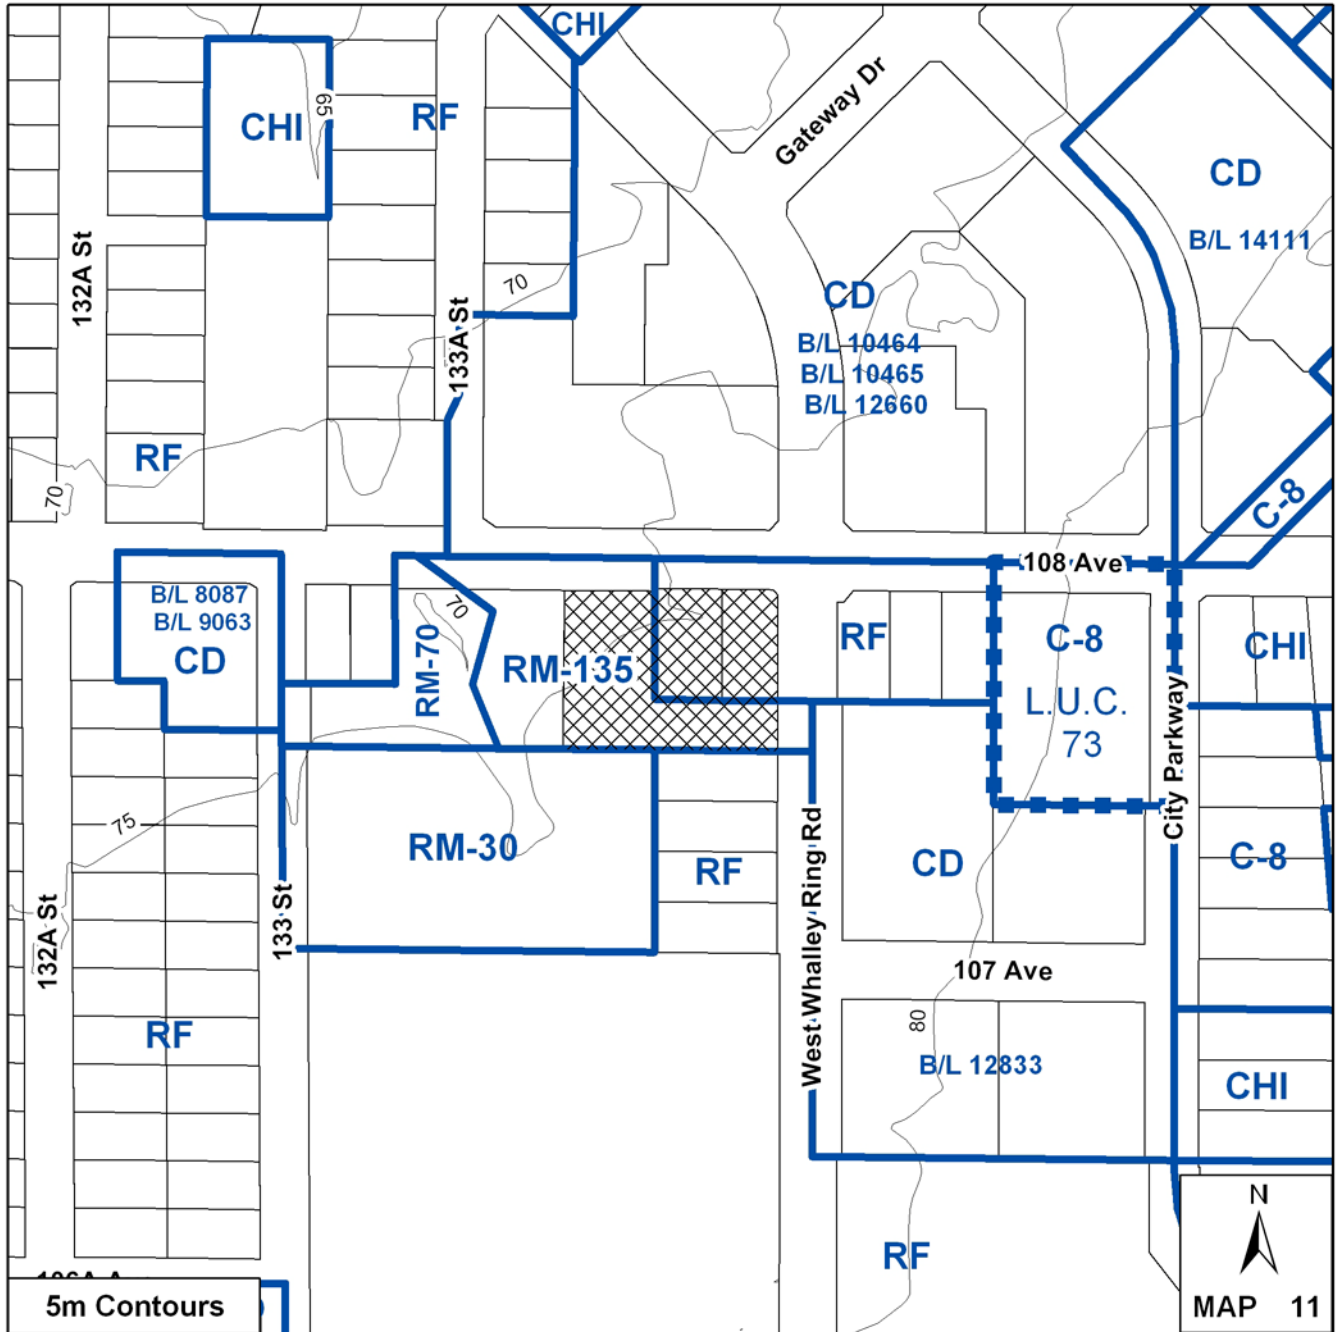 CHI
Gateway Dr
CHI
65
RF
CD
B/L 14111
132A St
70
133A St
CD
B/L 10464
B/L 10465
B/L 12660
RF
70
C-8
108 Ave
B/L 8087
B/L 9063
CD
70
RM-70
RM-135
RF
C-8
L.U.C.
73
CHI
City Parkway
75
RM-30
RF
West Whalley Ring Rd
CD
C-8
132A St
133 St
107 Ave
80
RF
B/L 12833
CHI
RF
N
5m Contours
MAP 11